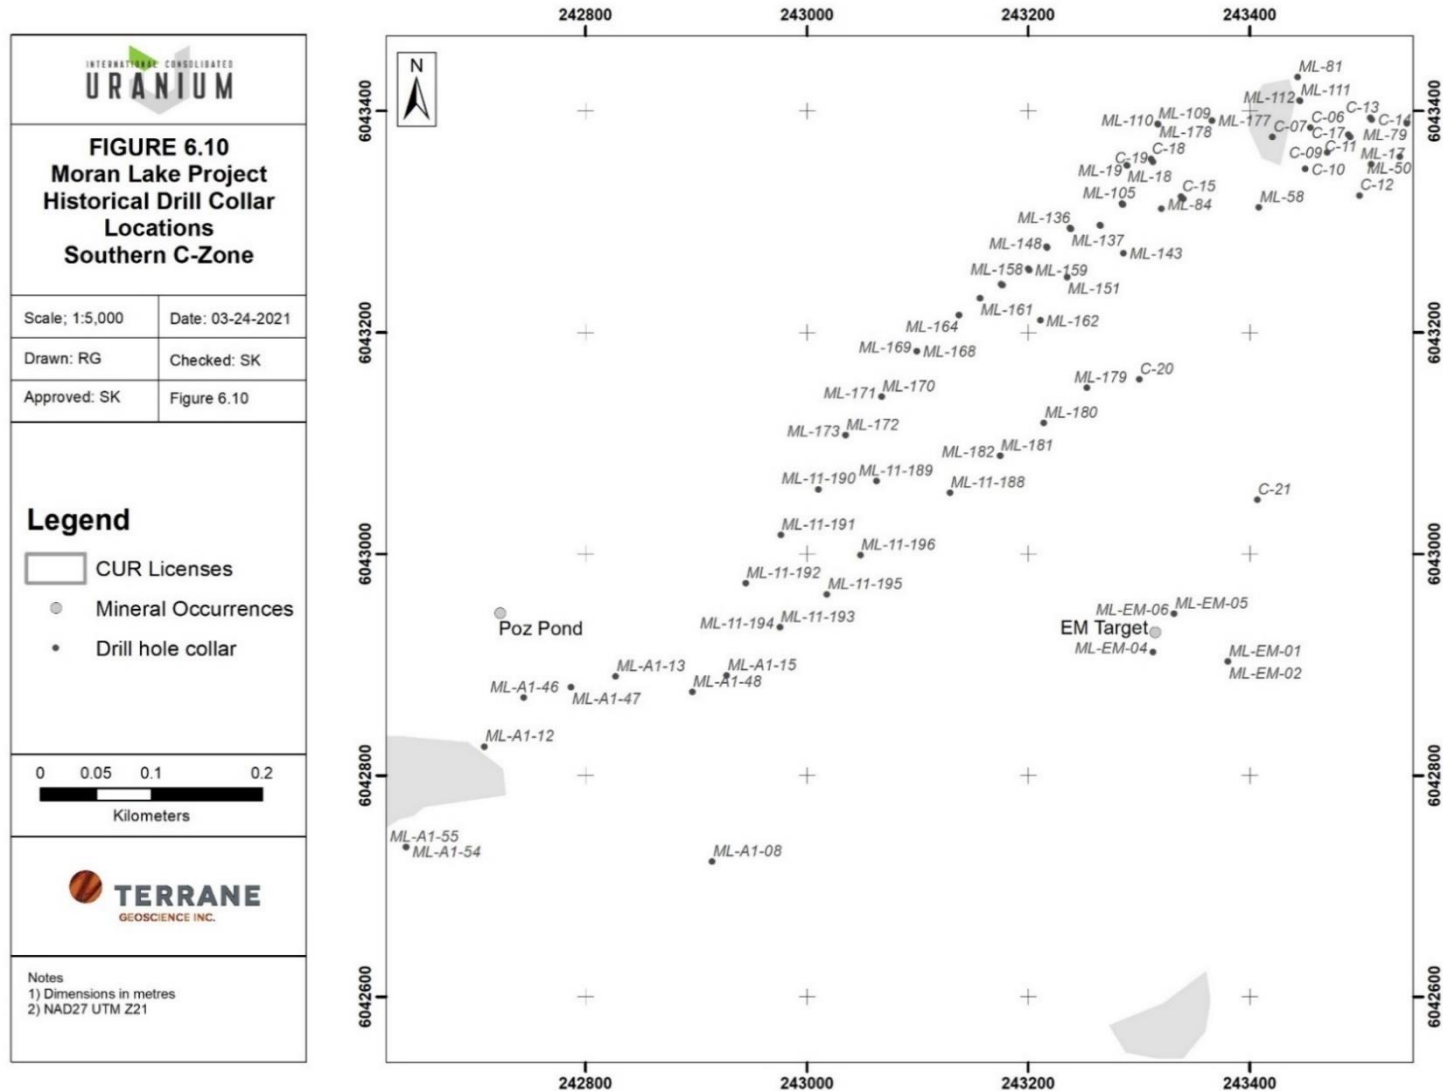 INTERNATIONAL CONSOLIDATED
URANIUM
FIGURE 6.10
Moran Lake Project
Historical Drill Collar
Locations
Southern C-Zone
Scale; 1:5,000
Date: 03-24-2021
Drawn: RG
Checked: SK
Approved: SK
Figure 6.10
Legend
CUR Licenses
Mineral Occurrences
Drill hole collar
0 0.05 0.1 0.2
Kilometers
TERRANE
GEOSCIENCE INC.
Notes
1) Dimensions in metres
2) NAD27 UTM Z21
242800 243000 243200 243400
N
6043400
6043200
6043000
6042800
6042600
ML-81
ML-112
ML-111
C-13
ML-110
ML-109
ML-177
C-06
C-14
ML-178
C-07
C-17
ML-79
C-18
C-19
C-09
C-11
ML-17
ML-19
ML-18
C-10
ML-50
ML-105
C-15
C-12
ML-84
ML-58
ML-136
ML-148
ML-137
ML-143
ML-158
ML-159
ML-151
ML-161
ML-164
ML-162
ML-169
ML-168
ML-179
C-20
ML-171
ML-170
ML-180
ML-173
ML-172
ML-182
ML-181
ML-11-190
ML-11-189
ML-11-188
C-21
ML-11-191
ML-11-196
ML-11-192
ML-11-195
ML-EM-06
ML-EM-05
Poz Pond
ML-11-194
ML-11-193
EM Target
ML-EM-04
ML-EM-01
ML-EM-02
ML-A1-13
ML-A1-15
ML-A1-46
ML-A1-48
ML-A1-47
ML-A1-12
ML-A1-55
ML-A1-54
ML-A1-08
6043400
6043200
6043000
6042800
6042600
242800 243000 243200 243400